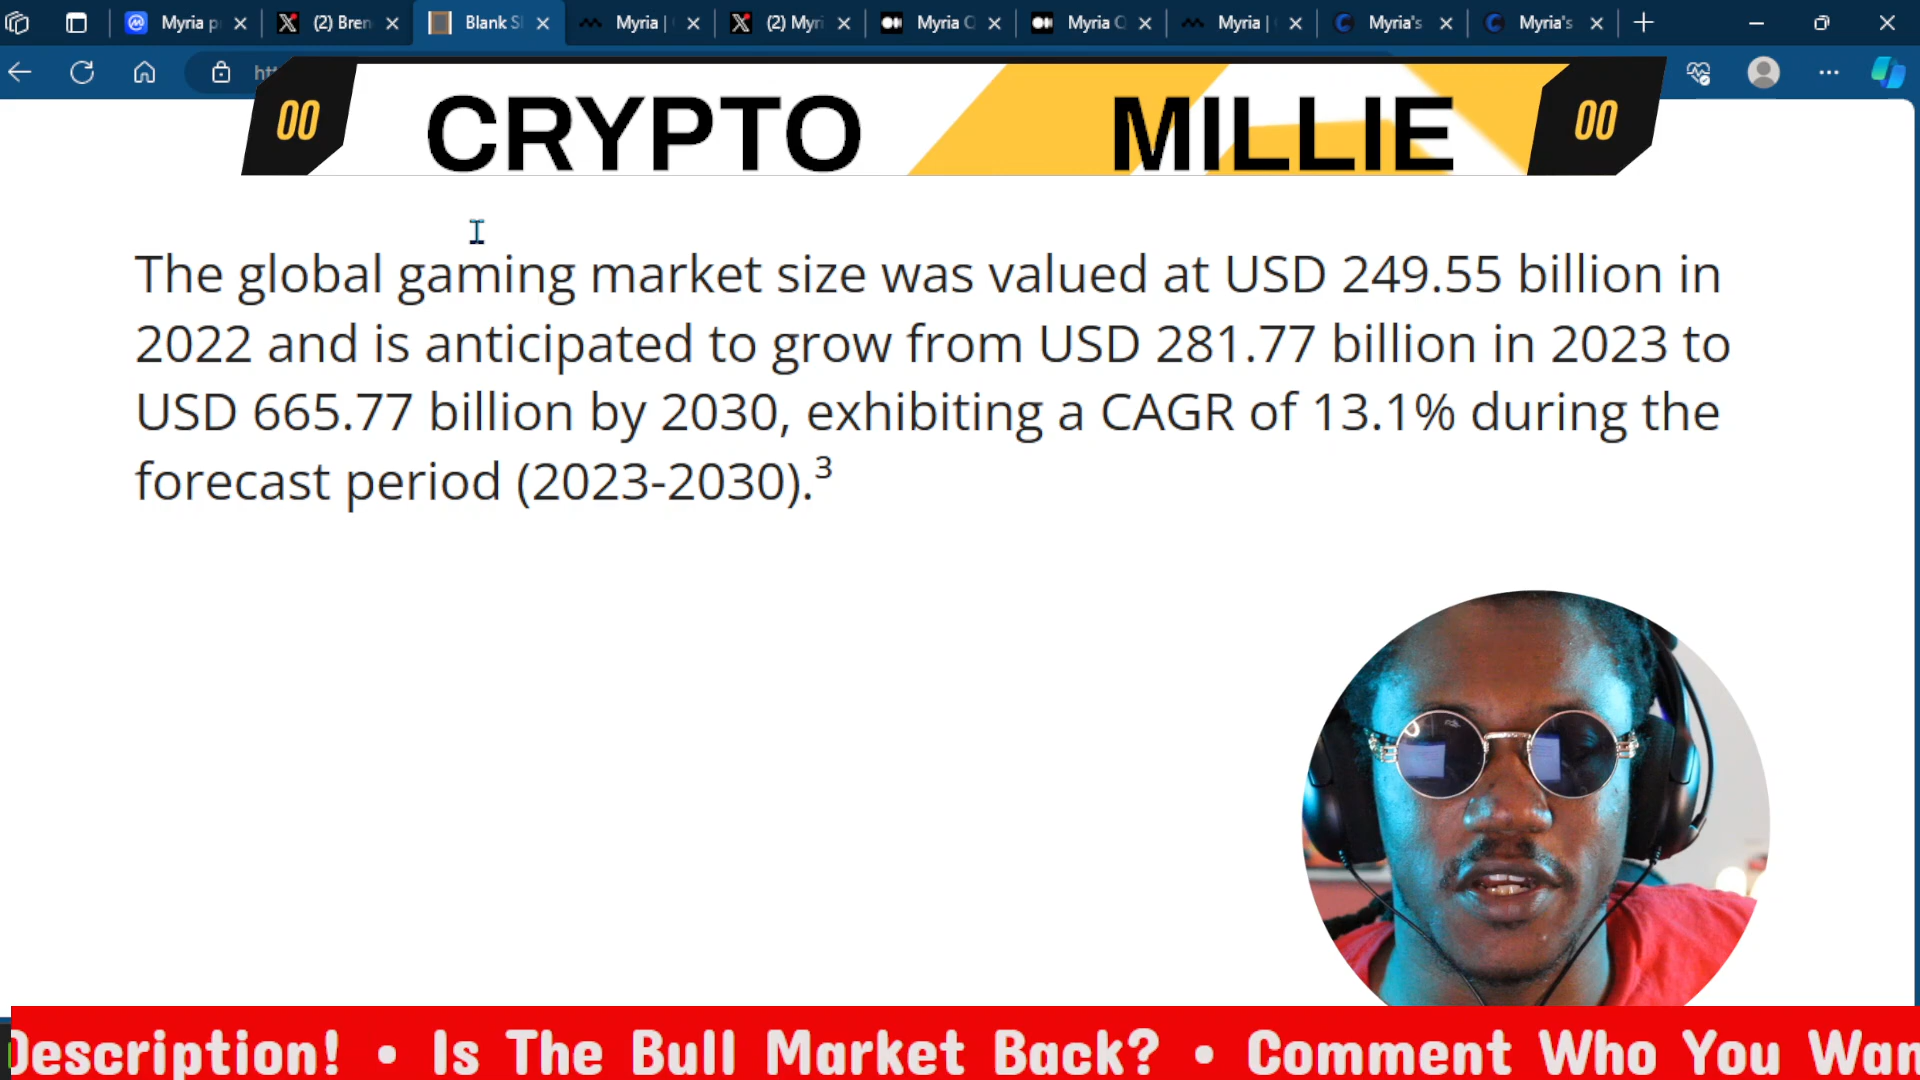 Myria p
(2) Bren
Blank S
Myria |
(2) Myri
Myria
Myria
Myria |
Myria's
Myria's
00
CRYPTO
MILLIE
00
The global gaming market size was valued at USD 249.55 billion in
2022 and is anticipated to grow from USD 281.77 billion in 2023 to
USD 665.77 billion by 2030, exhibiting a CAGR of 13.1% during the
forecast period (2023-2030).³
Description! • Is The Bull Market Back? • Comment Who You Wan